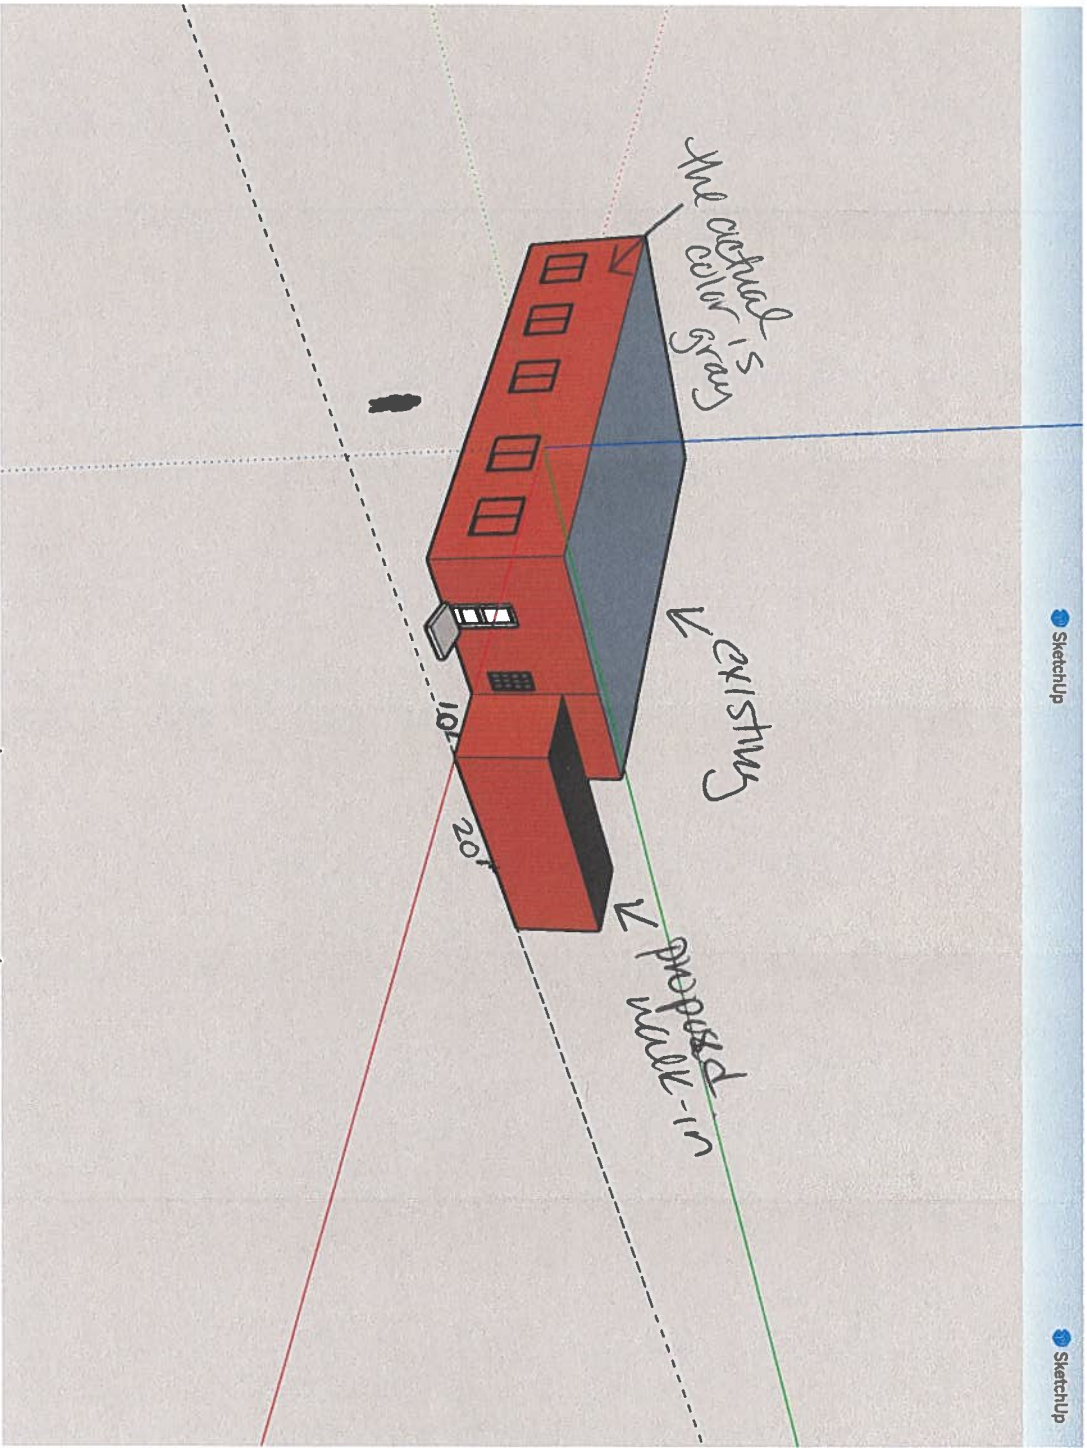 SketchUp
SketchUp
the actual
color is
gray
existing
proposed
walk-in
10'
20'